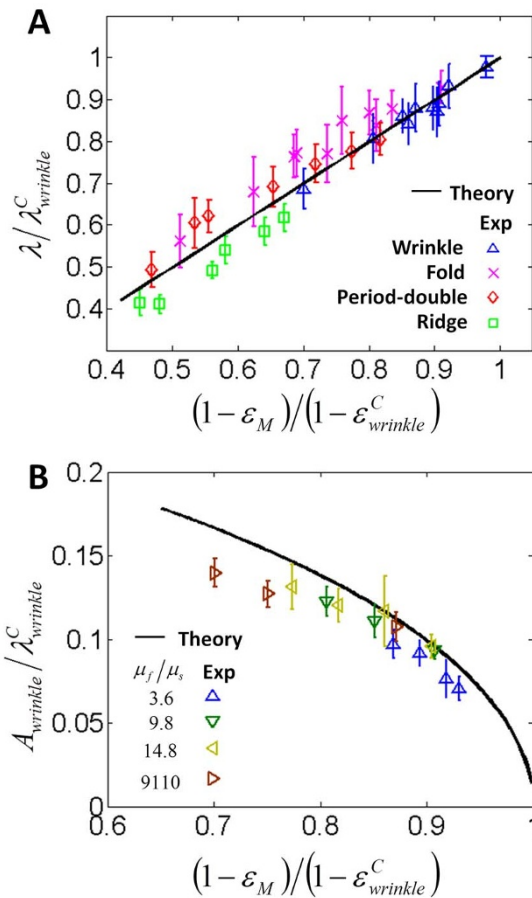 A
λ/λ^C_wrinkle
1
0.9
0.8
0.7
0.6
0.5
0.4
Theory
Exp
Wrinkle
Fold
Period-double
Ridge
0.4 0.5 0.6 0.7 0.8 0.9 1
(1-ε_M)/(1-ε^C_wrinkle)
B
A_wrinkle/λ^C_wrinkle
0.2
0.15
0.1
0.05
0
Theory
μ_f/μ_s Exp
3.6
9.8
14.8
9110
0.6 0.7 0.8 0.9 1
(1-ε_M)/(1-ε^C_wrinkle)